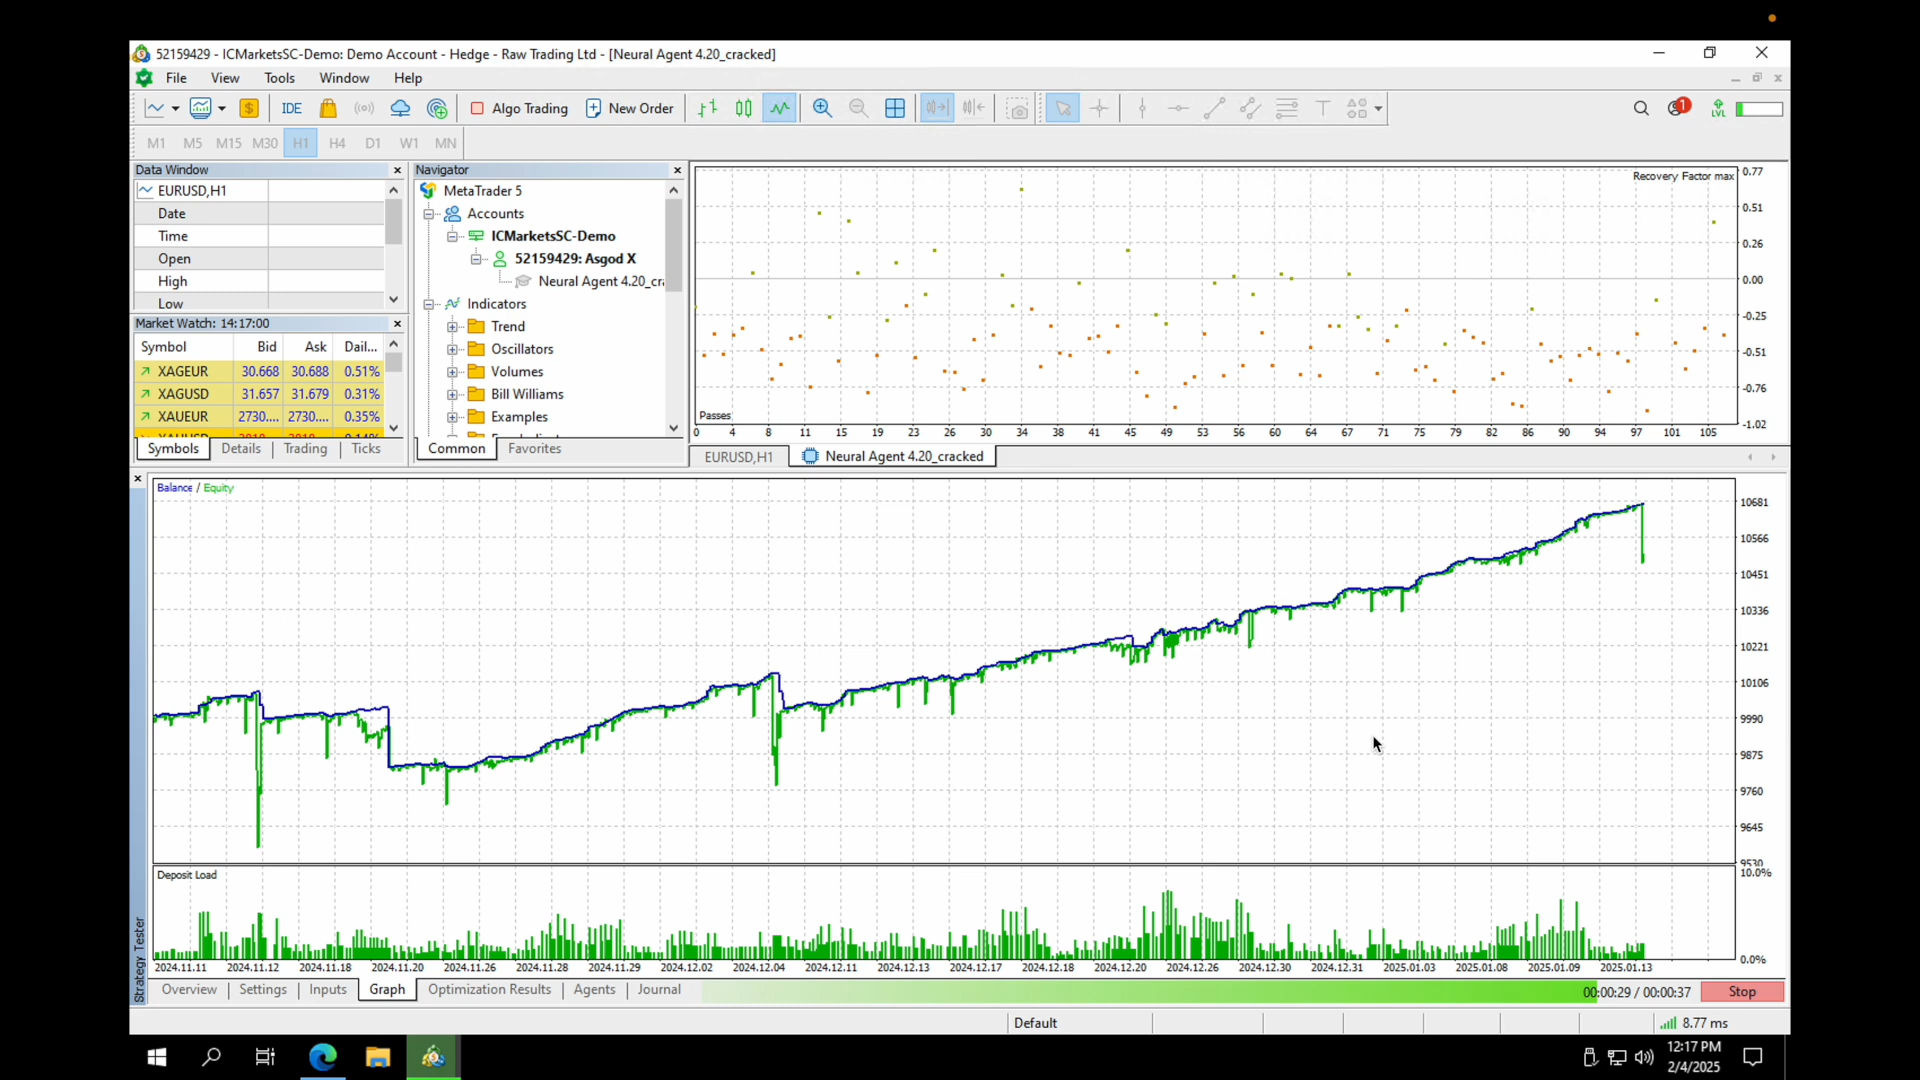 52159429 - ICMarketsSC-Demo: Demo Account - Hedge - Raw Trading Ltd - [Neural Agent 4.20_cracked]
File View Tools Window Help
IDE Algo Trading New Order 1 LVL
M1 M5 M15 M30 H1 H4 D1 W1 MN
Data Window
EURUSD,H1
Date
Time
Open
High
Low
Market Watch: 14:17:00
Symbol Bid Ask Dail...
XAGEUR 30.668 30.688 0.51%
XAGUSD 31.657 31.679 0.31%
XAUEUR 2730.... 2730.... 0.35%
Symbols Details Trading Ticks
Navigator
MetaTrader 5
Accounts
ICMarketsSC-Demo
52159429: Asgod X
Neural Agent 4.20_cra
Indicators
Trend
Oscillators
Volumes
Bill Williams
Examples
Common Favorites
Recovery Factor max
0.77
0.51
0.26
0.00
-0.25
-0.51
-0.76
-1.02
Passes
0 4 8 11 15 19 23 26 30 34 38 41 45 49 53 56 60 64 67 71 75 79 82 86 90 94 97 101 105
EURUSD,H1 Neural Agent 4.20_cracked
Balance / Equity
10681
10566
10451
10336
10221
10106
9990
9875
9760
9645
9530
Deposit Load
10.0%
0.0%
2024.11.11 2024.11.12 2024.11.18 2024.11.20 2024.11.26 2024.11.28 2024.11.29 2024.12.02 2024.12.04 2024.12.11 2024.12.13 2024.12.17 2024.12.18 2024.12.20 2024.12.26 2024.12.30 2024.12.31 2025.01.03 2025.01.08 2025.01.09 2025.01.13
Strategy Tester
Overview Settings Inputs Graph Optimization Results Agents Journal 00:00:29 / 00:00:37 Stop
Default 8.77 ms
12:17 PM
2/4/2025